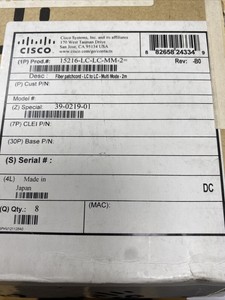 CISCO
Cisco Systems, Inc. and its affiliates
170 West Tasman Drive
San Jose, CA 95134 USA
8 82658 24334 9
(1P) Prod.#: 15216-LC-LC-MM-2=
Rev: -B0
Desc: Fiber patchcord - LC to LC - Multi Mode - 2m
(P) Cust P/N:
Model #:
(Z) Special: 39-0219-01
(7P) CLEI P/N:
(30P) Base P/N:
(S) Serial # :
(4L) Made in
Japan
DC
(Q) Qty.: 8
(MAC):